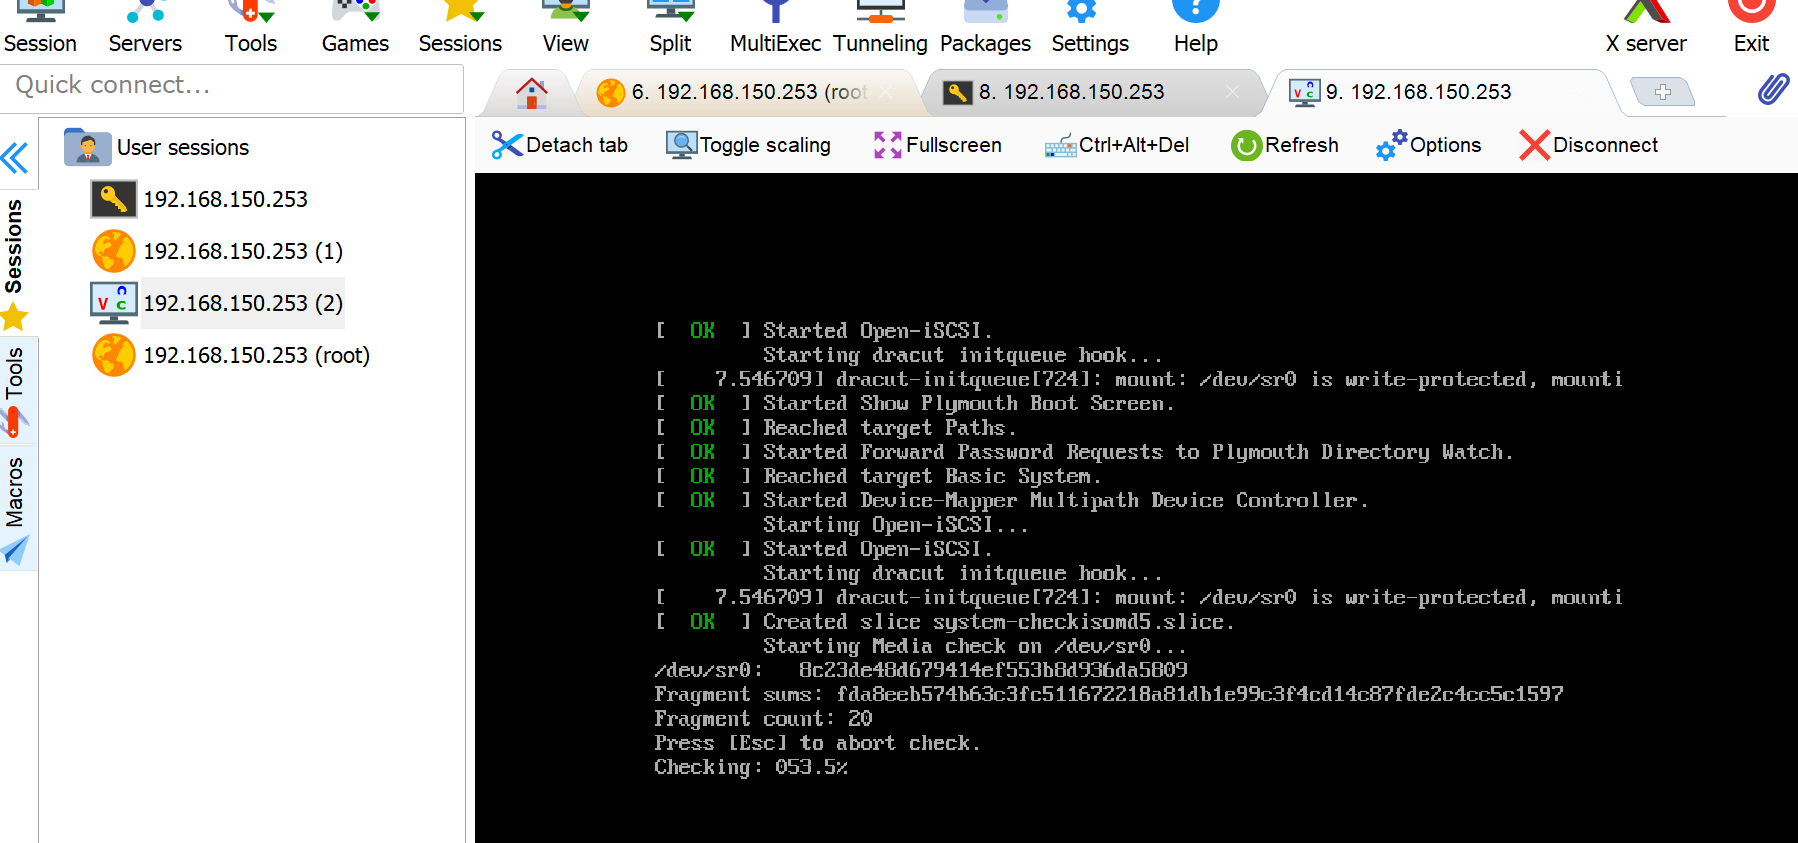 Session Servers Tools Games Sessions View Split MultiExec Tunneling Packages Settings Help X server Exit
Quick connect...
6. 192.168.150.253 (root
8. 192.168.150.253
9. 192.168.150.253
Detach tab Toggle scaling Fullscreen Ctrl+Alt+Del Refresh Options Disconnect
Sessions
Tools
Macros
User sessions
192.168.150.253
192.168.150.253 (1)
192.168.150.253 (2)
192.168.150.253 (root)
[  OK  ] Started Open-iSCSI.
Starting dracut initqueue hook...
[    7.546709] dracut-initqueue[724]: mount: /dev/sr0 is write-protected, mounti
[  OK  ] Started Show Plymouth Boot Screen.
[  OK  ] Reached target Paths.
[  OK  ] Started Forward Password Requests to Plymouth Directory Watch.
[  OK  ] Reached target Basic System.
[  OK  ] Started Device-Mapper Multipath Device Controller.
Starting Open-iSCSI...
[  OK  ] Started Open-iSCSI.
Starting dracut initqueue hook...
[    7.546709] dracut-initqueue[724]: mount: /dev/sr0 is write-protected, mounti
[  OK  ] Created slice system-checkisomd5.slice.
Starting Media check on /dev/sr0...
/dev/sr0:   8c23de48d679414ef553b8d936da5809
Fragment sums: fda8eeb574b63c3fc511672218a81db1e99c3f4cd14c87fde2c4cc5c1597
Fragment count: 20
Press [Esc] to abort check.
Checking: 053.5%